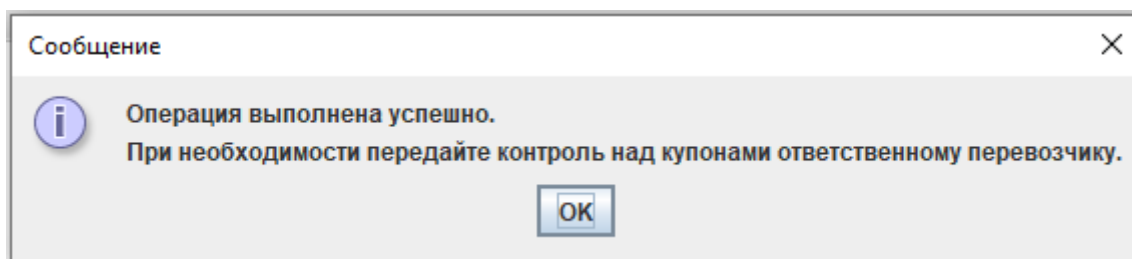 Сообщение
Операция выполнена успешно.
При необходимости передайте контроль над купонами ответственному перевозчику.
OK